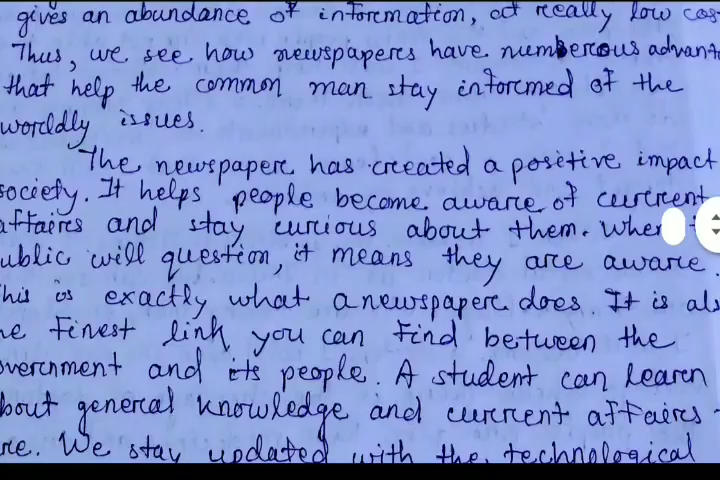 gives an abundance of information, at really low cos
Thus, we see how newspapers have numberous advant
that help the common man stay informed of the
worldly issues.
The newspaper has created a positive impact
society. It helps people become aware of current
affairs and stay curious about them. When
ublic will question, it means they are aware.
his is exactly what a newspaper does. It is als
he finest link you can find between the
overnment and its people. A student can learn
bout general knowledge and current affairs
re. We stay updated with the technological